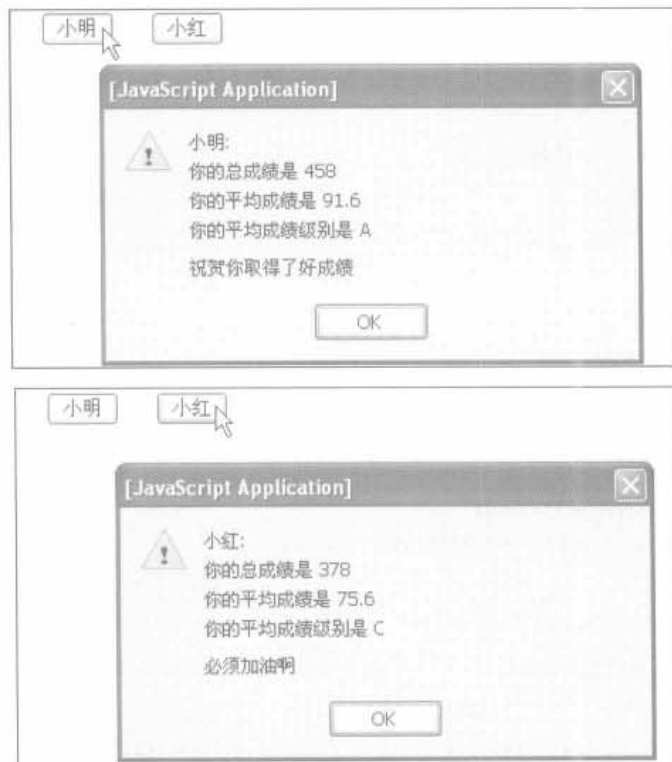 小明 小红
[JavaScript Application]
小明:
你的总成绩是 458
你的平均成绩是 91.6
你的平均成绩级别是 A
祝贺你取得了好成绩
OK
小明 小红
[JavaScript Application]
小红:
你的总成绩是 378
你的平均成绩是 75.6
你的平均成绩级别是 C
必须加油啊
OK